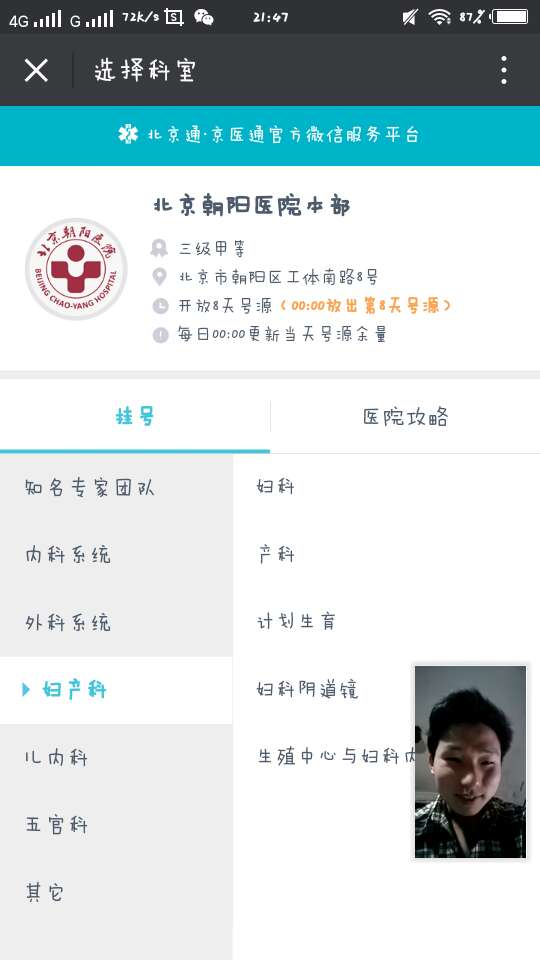 4G G 72k/s 21:47 87%
选择科室
北京通·京医通官方微信服务平台
北京朝阳医院
BEIJING CHAO-YANG HOSPITAL
北京朝阳医院本部
三级甲等
北京市朝阳区工体南路8号
开放8天号源（00:00放出第8天号源）
每日00:00更新当天号源余量
挂号 医院攻略
知名专家团队
内科系统
外科系统
妇产科
儿内科
五官科
其它
妇科
产科
计划生育
妇科阴道镜
生殖中心与妇科内